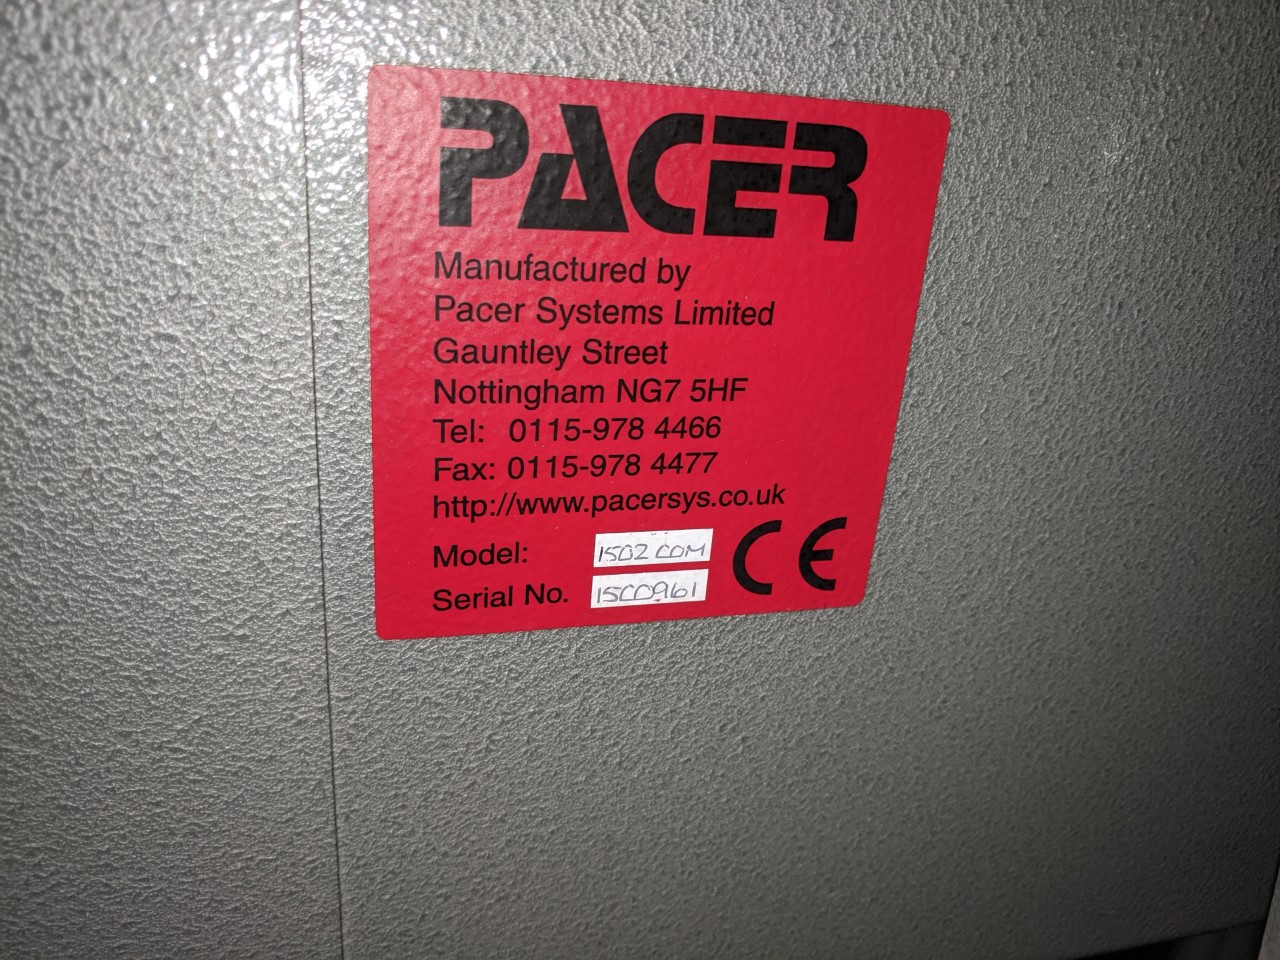 PACER
Manufactured by
Pacer Systems Limited
Gauntley Street
Nottingham NG7 5HF
Tel: 0115-978 4466
Fax: 0115-978 4477
http://www.pacersys.co.uk
Model: 1502 COM
Serial No. 15CC0961
CE